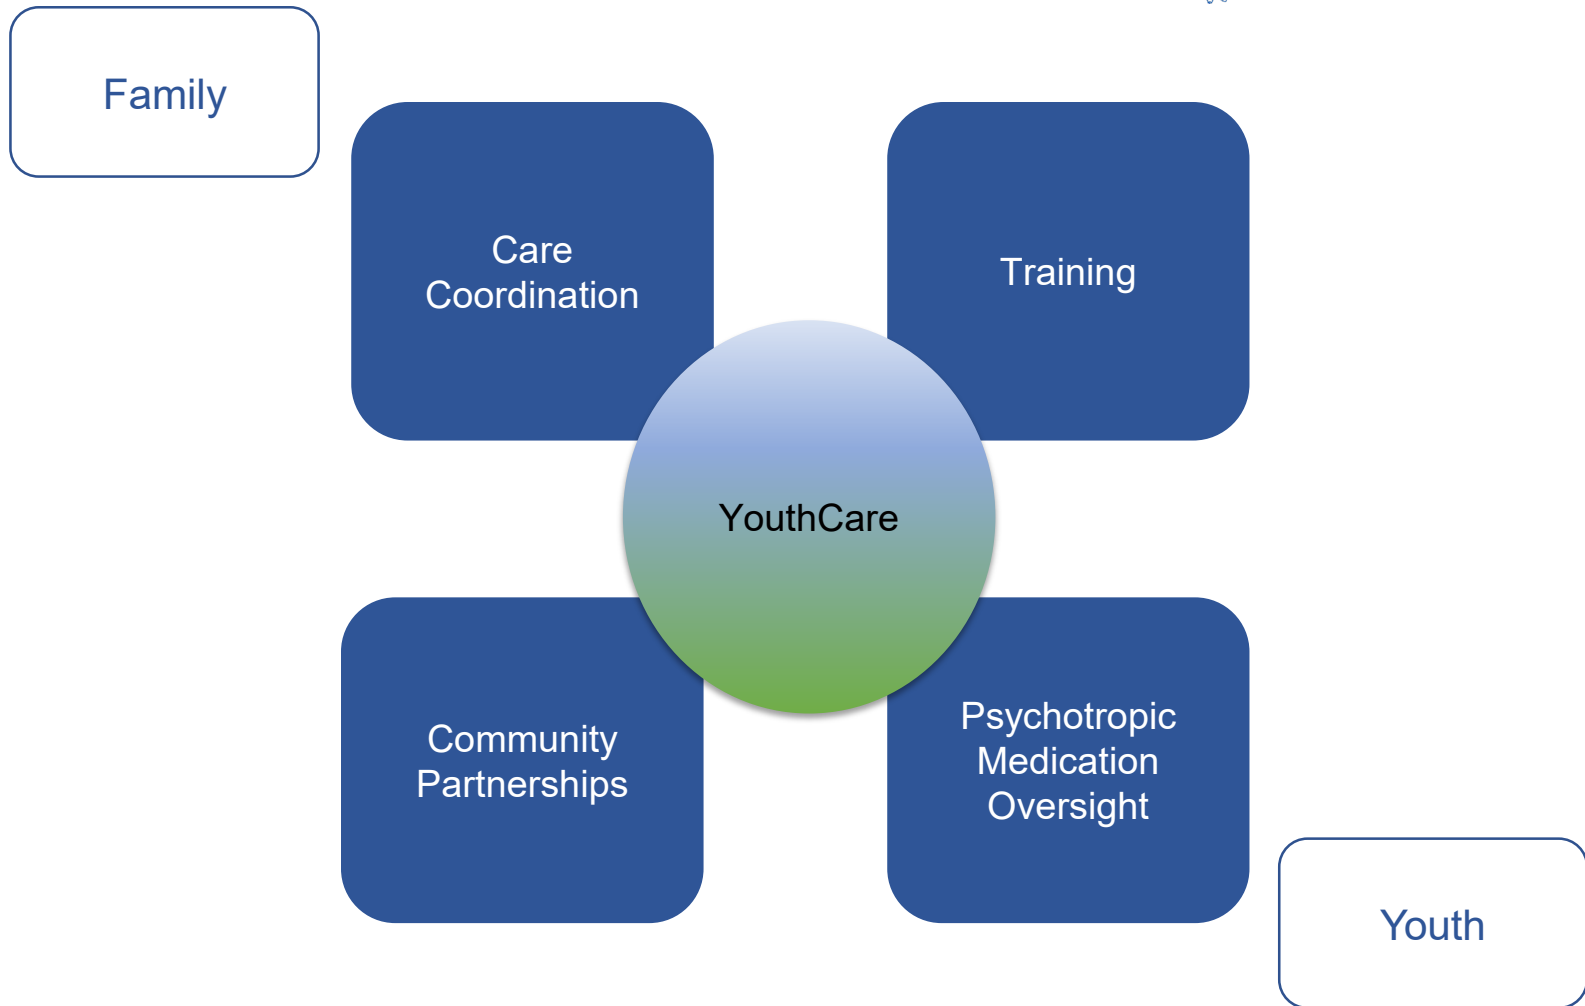 Family
Care
Coordination
Training
YouthCare
Community
Partnerships
Psychotropic
Medication
Oversight
Youth